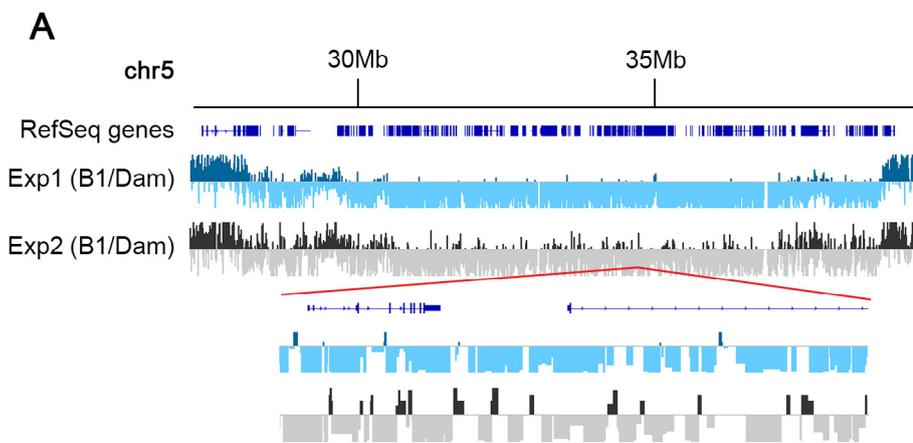 A
chr5
30Mb
35Mb
RefSeq genes
Exp1 (B1/Dam)
Exp2 (B1/Dam)